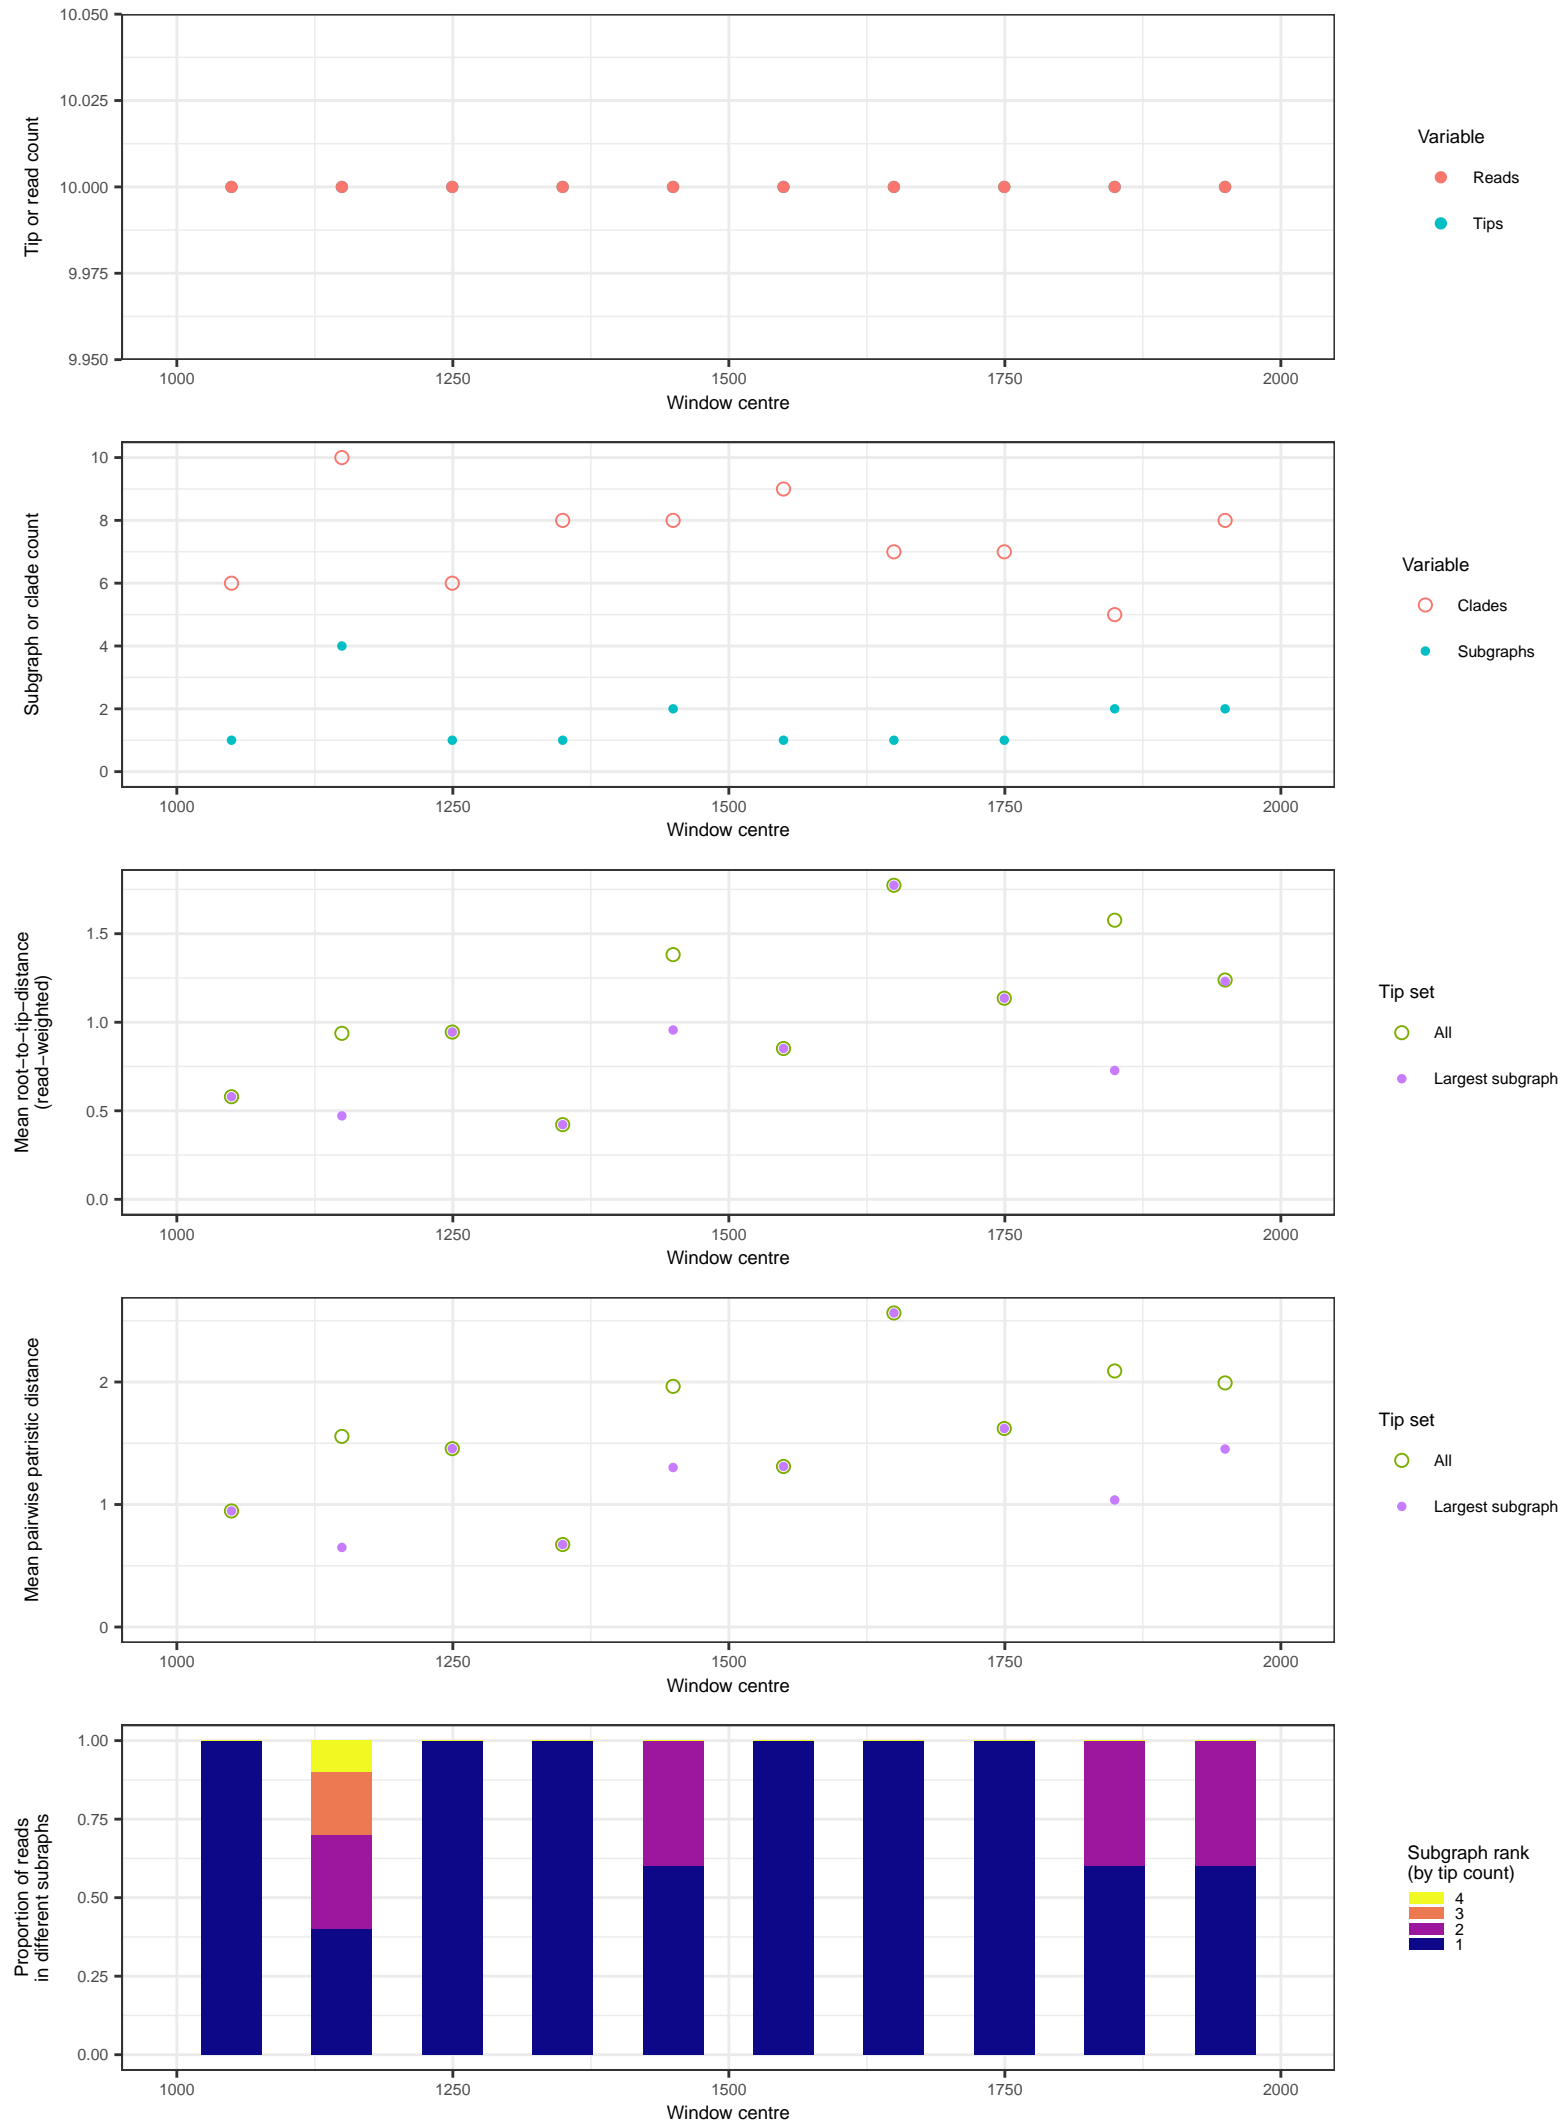 10.050
10.025
10.000
9.975
9.950
Tip or read count
1000 1250 1500 1750 2000
Window centre
Variable
Reads
Tips
10
8
6
4
2
0
Subgraph or clade count
1000 1250 1500 1750 2000
Window centre
Variable
Clades
Subgraphs
1.5
1.0
0.5
0.0
Mean root−to−tip−distance
(read−weighted)
1000 1250 1500 1750 2000
Window centre
Tip set
All
Largest subgraph
2
1
0
Mean pairwise patristic distance
1000 1250 1500 1750 2000
Window centre
Tip set
All
Largest subgraph
1.00
0.75
0.50
0.25
0.00
Proportion of reads
in different subraphs
1000 1250 1500 1750 2000
Window centre
Subgraph rank
(by tip count)
4
3
2
1